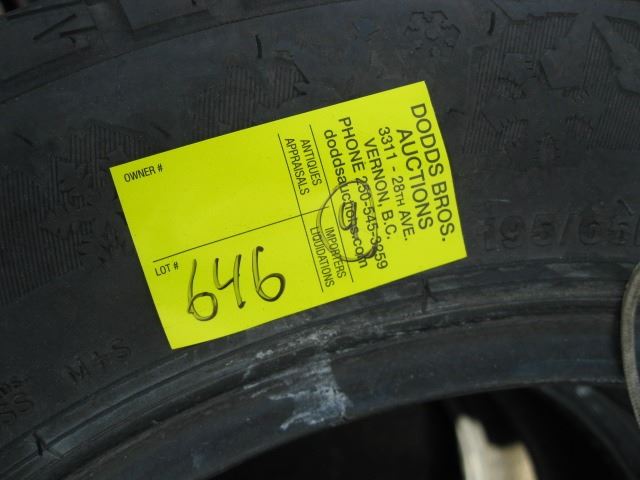 DODDS BROS.
AUCTIONS
3311 - 28TH AVE.
VERNON, B.C.
PHONE 250-545-3259
doddsauctions.com
ANTIQUES
APPRAISALS
IMPORTERS
LIQUIDATIONS
OWNER #
LOT #
646
195/65
M+S